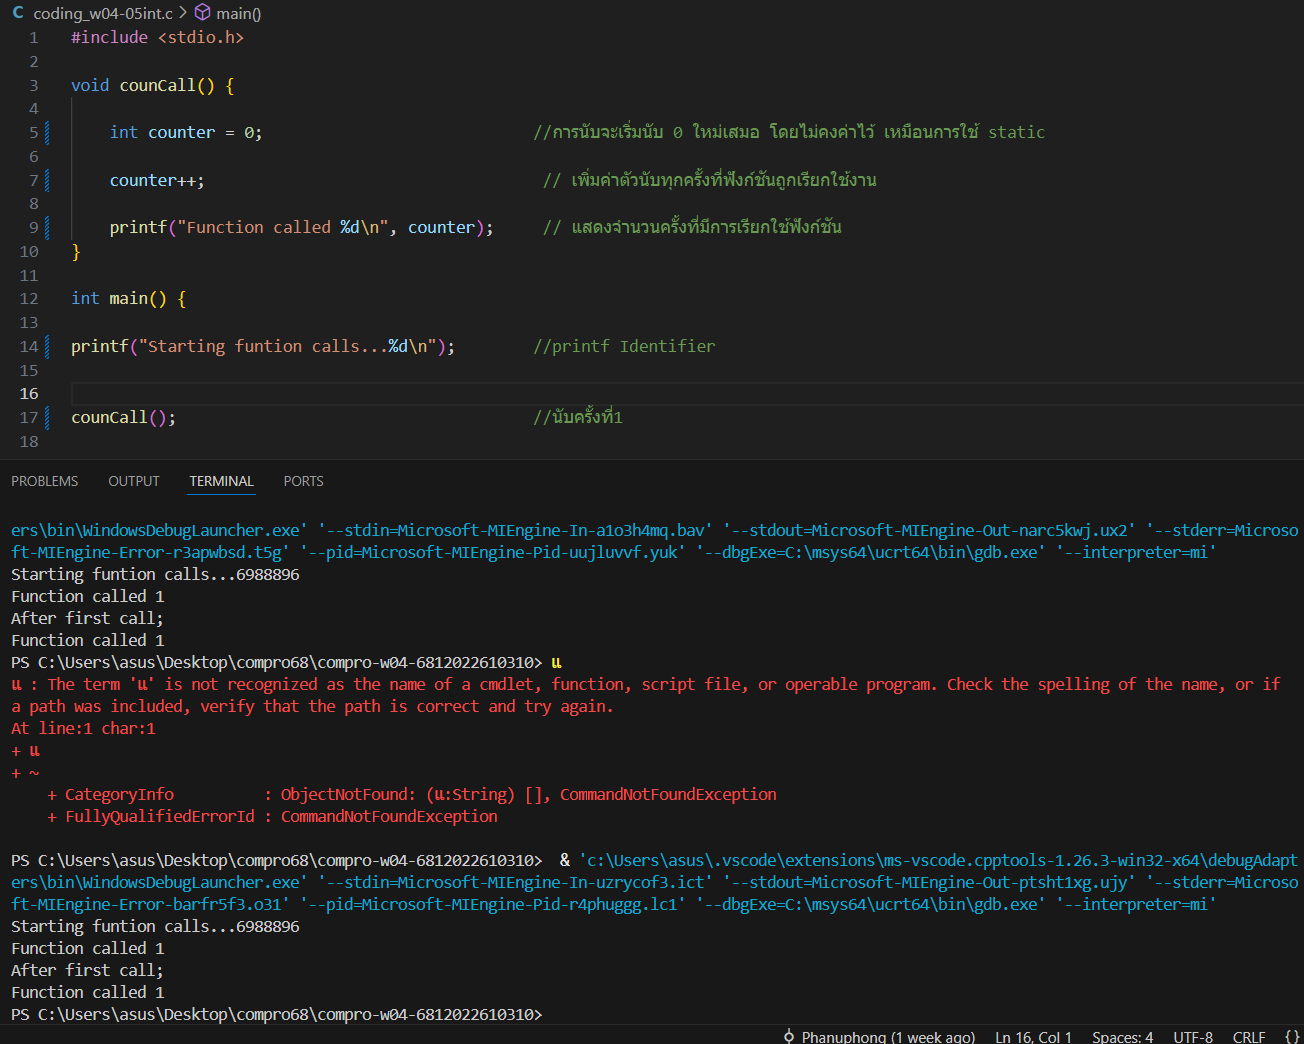 C coding_w04-05int.c > main()
1 #include <stdio.h>
2
3 void counCall() {
4
5 int counter = 0; //การนับจะเริ่มนับ 0 ใหม่เสมอ โดยไม่คงค่าไว้ เหมือนการใช้ static
6
7 counter++; // เพิ่มค่าตัวนับทุกครั้งที่ฟังก์ชันถูกเรียกใช้งาน
8
9 printf("Function called %d\n", counter); // แสดงจำนวนครั้งที่มีการเรียกใช้ฟังก์ชัน
10 }
11
12 int main() {
13
14 printf("Starting funtion calls...%d\n"); //printf Identifier
15
16
17 counCall(); //นับครั้งที่1
18
PROBLEMS OUTPUT TERMINAL PORTS
ers\bin\WindowsDebugLauncher.exe' '--stdin=Microsoft-MIEngine-In-a1o3h4mq.bav' '--stdout=Microsoft-MIEngine-Out-narc5kwj.ux2' '--stderr=Microso
ft-MIEngine-Error-r3apwbsd.t5g' '--pid=Microsoft-MIEngine-Pid-uujluvvf.yuk' '--dbgExe=C:\msys64\ucrt64\bin\gdb.exe' '--interpreter=mi'
Starting funtion calls...6988896
Function called 1
After first call;
Function called 1
PS C:\Users\asus\Desktop\compro68\compro-w04-6812022610310> แ
แ : The term 'แ' is not recognized as the name of a cmdlet, function, script file, or operable program. Check the spelling of the name, or if
a path was included, verify that the path is correct and try again.
At line:1 char:1
+ แ
+ ~
+ CategoryInfo : ObjectNotFound: (แ:String) [], CommandNotFoundException
+ FullyQualifiedErrorId : CommandNotFoundException
PS C:\Users\asus\Desktop\compro68\compro-w04-6812022610310> & 'c:\Users\asus\.vscode\extensions\ms-vscode.cpptools-1.26.3-win32-x64\debugAdapt
ers\bin\WindowsDebugLauncher.exe' '--stdin=Microsoft-MIEngine-In-uzrycof3.ict' '--stdout=Microsoft-MIEngine-Out-ptsht1xg.ujy' '--stderr=Microso
ft-MIEngine-Error-barfr5f3.o31' '--pid=Microsoft-MIEngine-Pid-r4phuggg.lc1' '--dbgExe=C:\msys64\ucrt64\bin\gdb.exe' '--interpreter=mi'
Starting funtion calls...6988896
Function called 1
After first call;
Function called 1
PS C:\Users\asus\Desktop\compro68\compro-w04-6812022610310>
Phanuphong (1 week ago) Ln 16, Col 1 Spaces: 4 UTF-8 CRLF {}